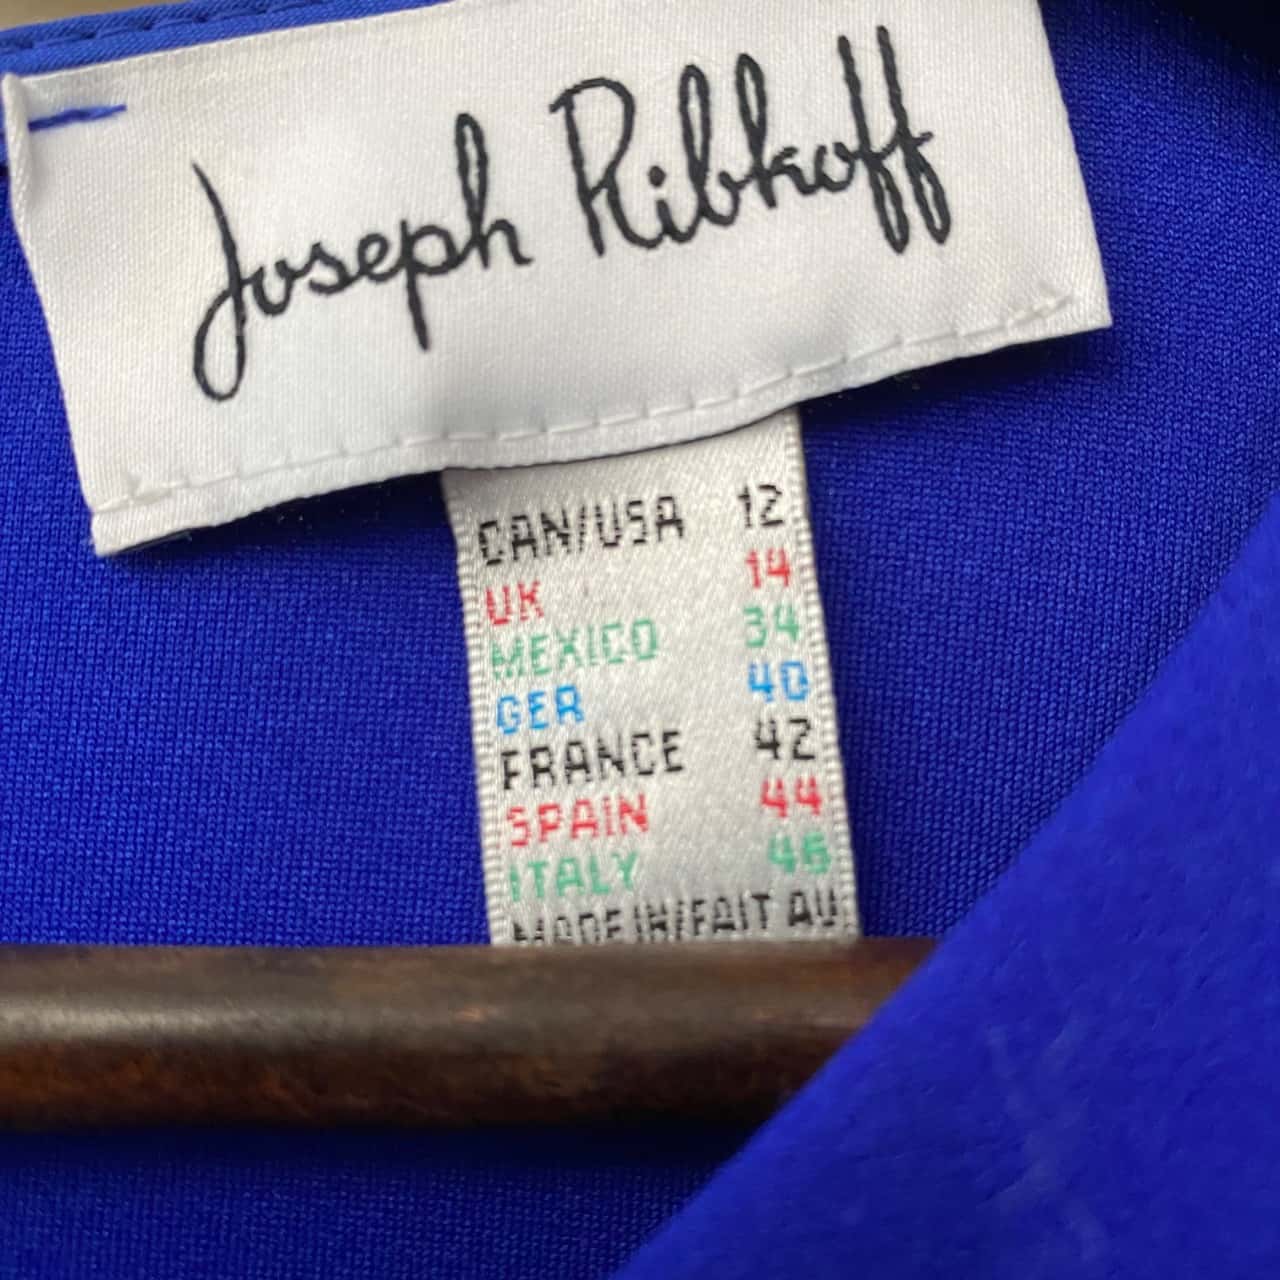 Joseph Ribkoff
CAN/USA 12
UK 14
MEXICO 34
GER 40
FRANCE 42
SPAIN 44
ITALY 46
MADE IN/FAIT AU